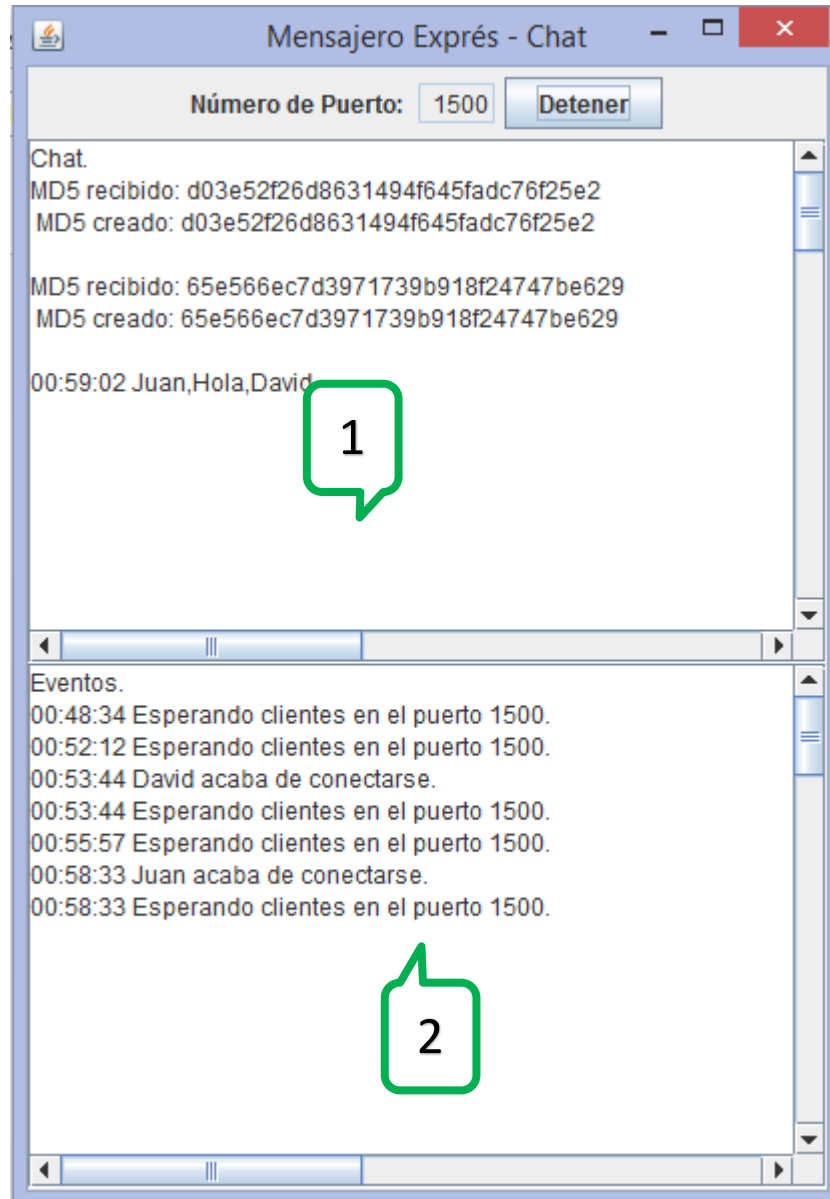 Mensajero Exprés - Chat
Número de Puerto: 1500 Detener
Chat.
MD5 recibido: d03e52f26d8631494f645fadc76f25e2
MD5 creado: d03e52f26d8631494f645fadc76f25e2
MD5 recibido: 65e566ec7d3971739b918f24747be629
MD5 creado: 65e566ec7d3971739b918f24747be629
00:59:02 Juan,Hola,David
1
Eventos.
00:48:34 Esperando clientes en el puerto 1500.
00:52:12 Esperando clientes en el puerto 1500.
00:53:44 David acaba de conectarse.
00:53:44 Esperando clientes en el puerto 1500.
00:55:57 Esperando clientes en el puerto 1500.
00:58:33 Juan acaba de conectarse.
00:58:33 Esperando clientes en el puerto 1500.
2